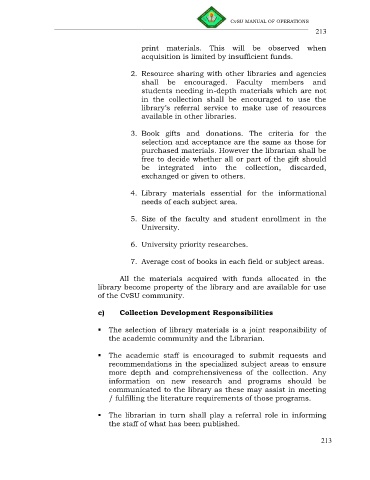 CvSU MANUAL OF OPERATIONS
213
print materials. This will be observed when
acquisition is limited by insufficient funds.
2. Resource sharing with other libraries and agencies
shall be encouraged. Faculty members and
students needing in-depth materials which are not
in the collection shall be encouraged to use the
library's referral service to make use of resources
available in other libraries.
3. Book gifts and donations. The criteria for the
selection and acceptance are the same as those for
purchased materials. However the librarian shall be
free to decide whether all or part of the gift should
be integrated into the collection, discarded,
exchanged or given to others.
4. Library materials essential for the informational
needs of each subject area.
5. Size of the faculty and student enrollment in the
University.
6. University priority researches.
7. Average cost of books in each field or subject areas.
All the materials acquired with funds allocated in the
library become property of the library and are available for use
of the CvSU community.
c) Collection Development Responsibilities
▪ The selection of library materials is a joint responsibility of
the academic community and the Librarian.
▪ The academic staff is encouraged to submit requests and
recommendations in the specialized subject areas to ensure
more depth and comprehensiveness of the collection. Any
information on new research and programs should be
communicated to the library as these may assist in meeting
/ fulfilling the literature requirements of those programs.
▪ The librarian in turn shall play a referral role in informing
the staff of what has been published.
213